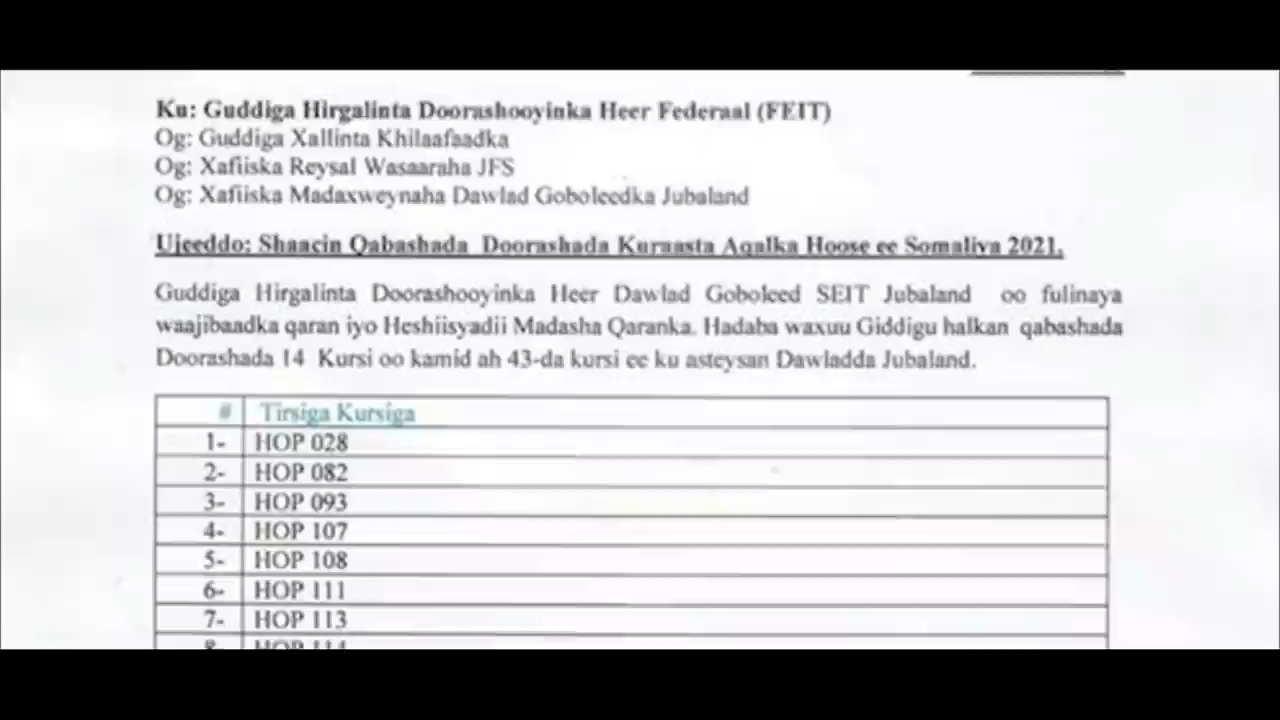 Ku: Guddiga Hirgalinta Doorashooyinka Heer Federaal (FEIT)
Og: Guddiga Xallinta Khilaafaadka
Og: Xafiiska Reysal Wasaaraha JFS
Og: Xafiiska Madaxweynaha Dawlad Goboleedka Jubaland
Ujeeddo: Shaacin Qabashada Doorashada Kuraasta Aqalka Hoose ee Somaliya 2021.
Guddiga Hirgalinta Doorashooyinka Heer Dawlad Goboleed SEIT Jubaland oo fulinaya
waajibaadka qaran iyo Heshiisyadii Madasha Qaranka. Hadaba waxuu Giddigu halkan qabashada
Doorashada 14 Kursi oo kamid ah 43-da kursi ee ku asteysan Dawladda Jubaland.
# Tirsiga Kursiga
1- HOP 028
2- HOP 082
3- HOP 093
4- HOP 107
5- HOP 108
6- HOP 111
7- HOP 113
8- HOP 114